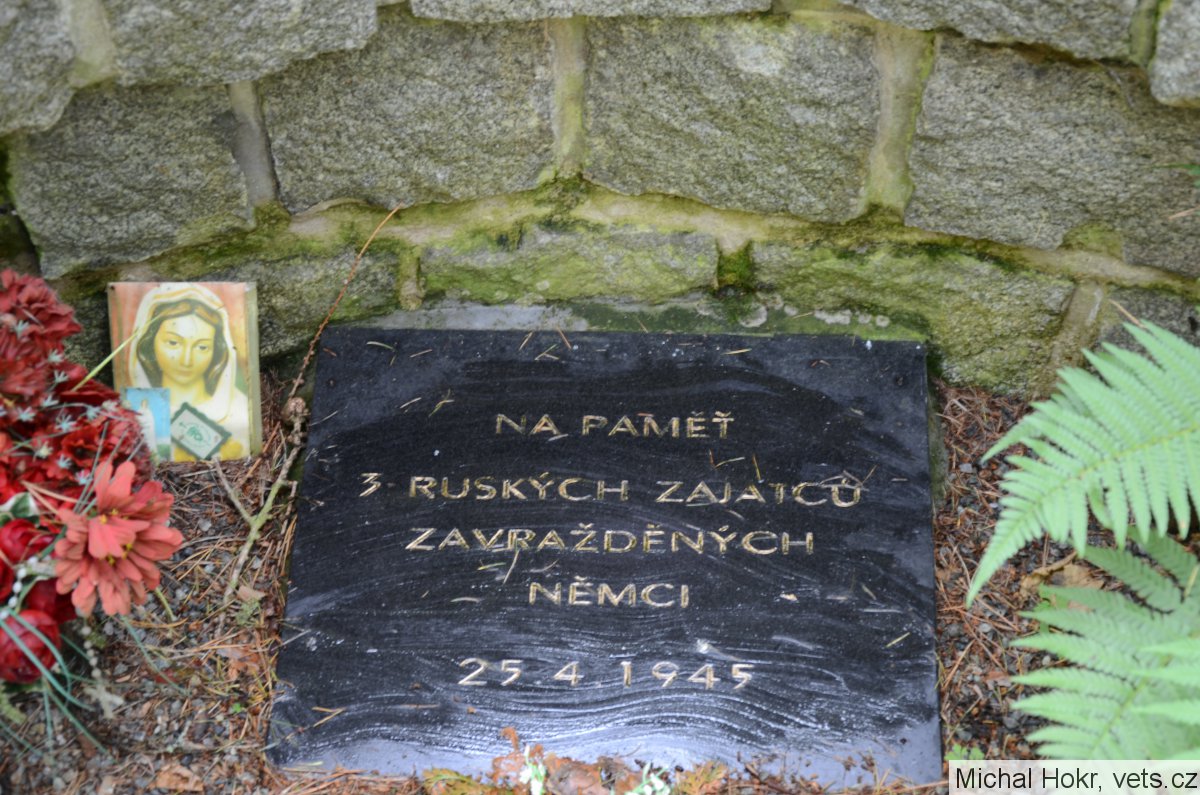 NA PAMĚŤ
3 RUSKÝCH ZAJATCŮ
ZAVRAŽDĚNÝCH
NĚMCI
25.4.1945
Michal Hokr, vets.cz